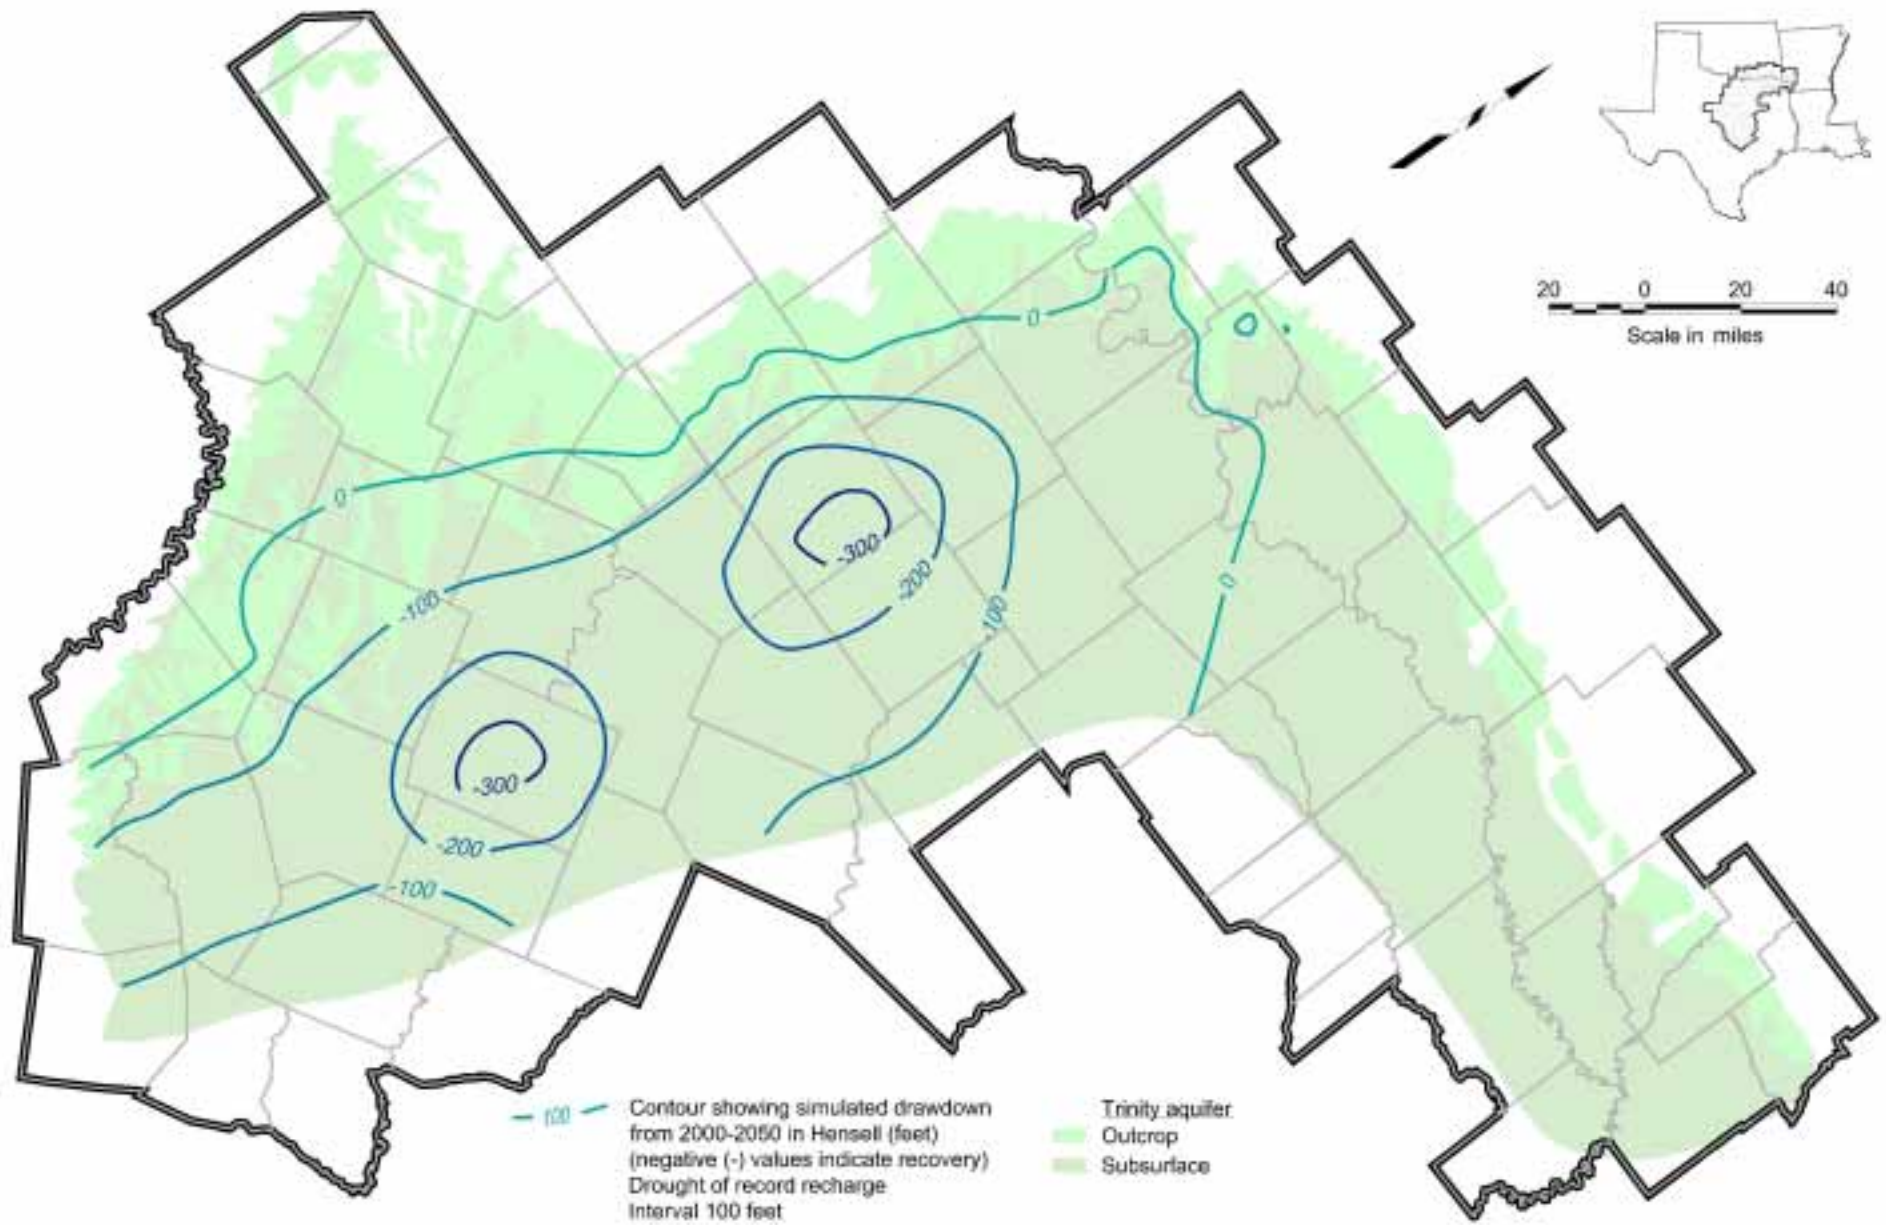 20 0 20 40
Scale in miles
0
0
-300
-100
-200
-100
0
-300
-200
-100
100
Contour showing simulated drawdown
from 2000-2050 in Hensell (feet)
(negative (-) values indicate recovery)
Drought of record recharge
Interval 100 feet
Trinity aquifer
Outcrop
Subsurface